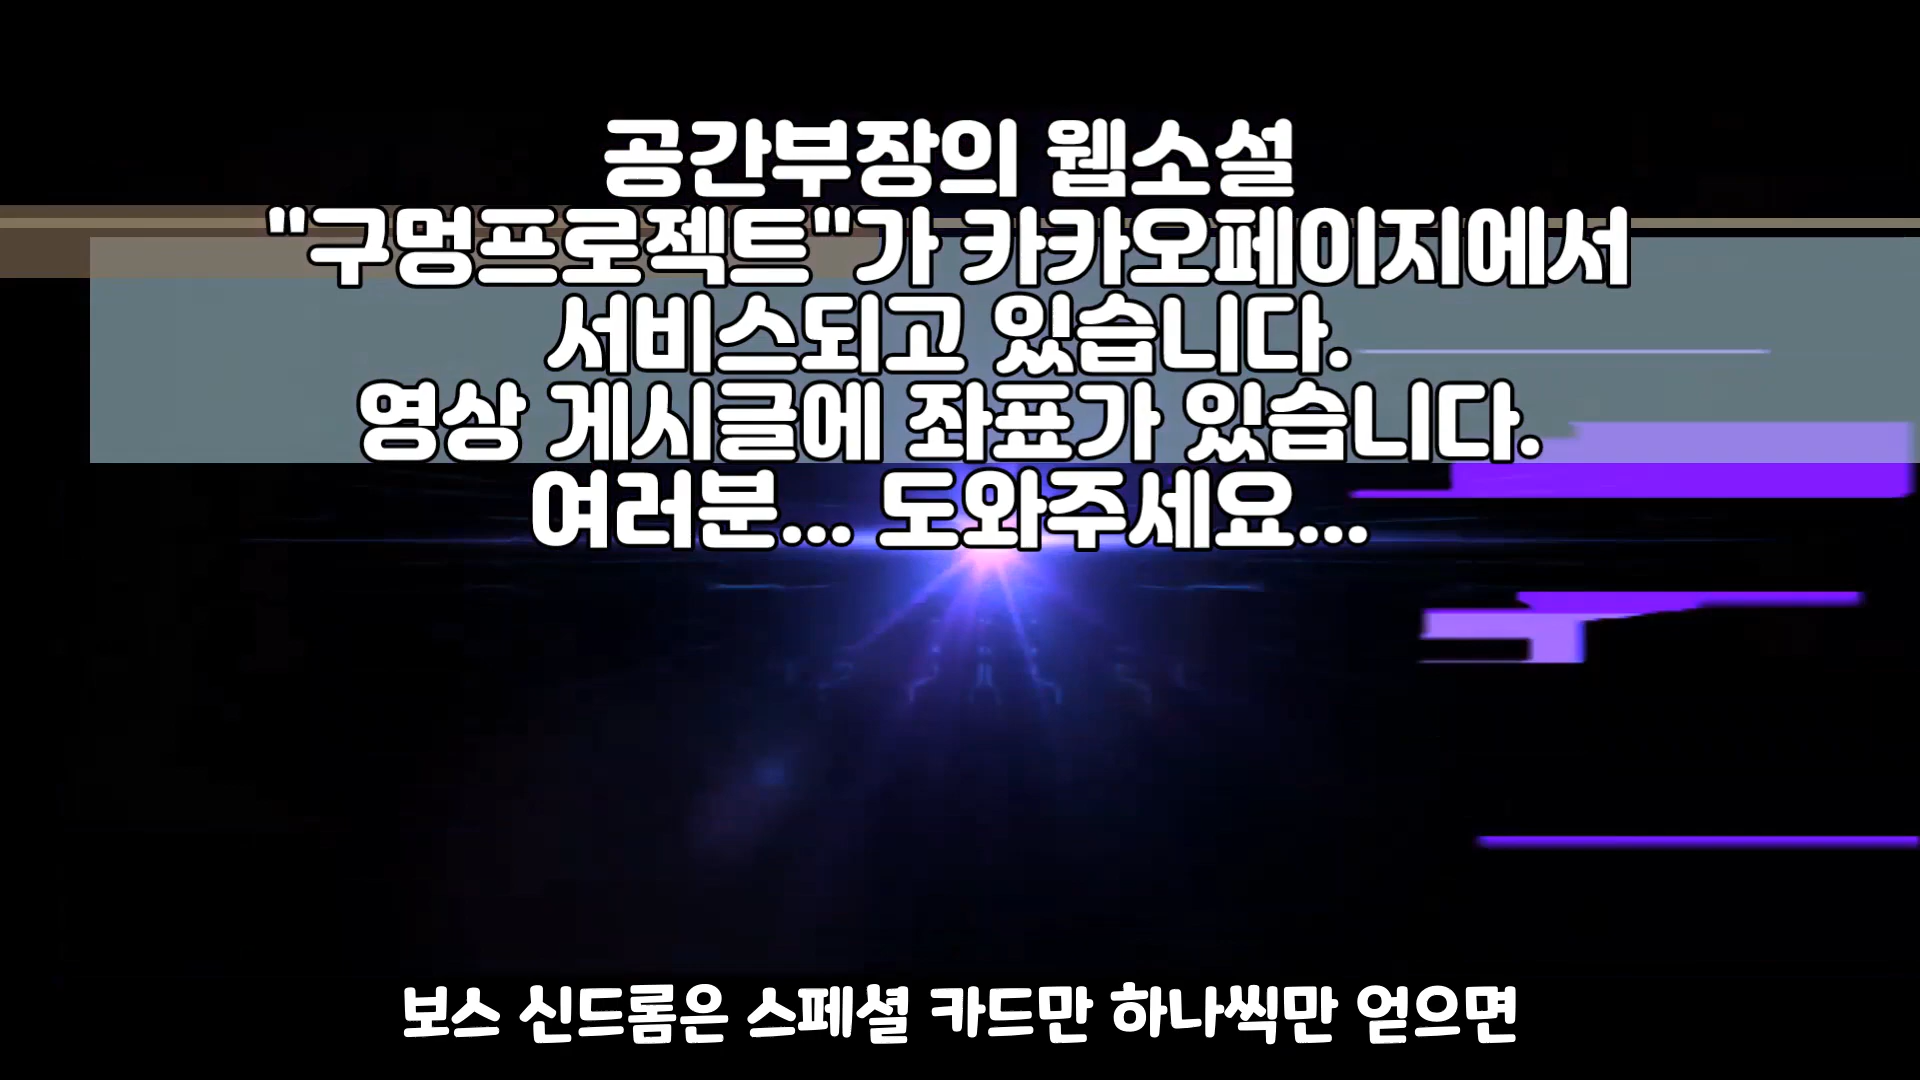 공간부장의 웹소설
"구멍프로젝트"가 카카오페이지에서
서비스되고 있습니다.
영상 게시글에 좌표가 있습니다.
여러분... 도와주세요...
보스 신드롬은 스페셜 카드만 하나씩만 얻으면